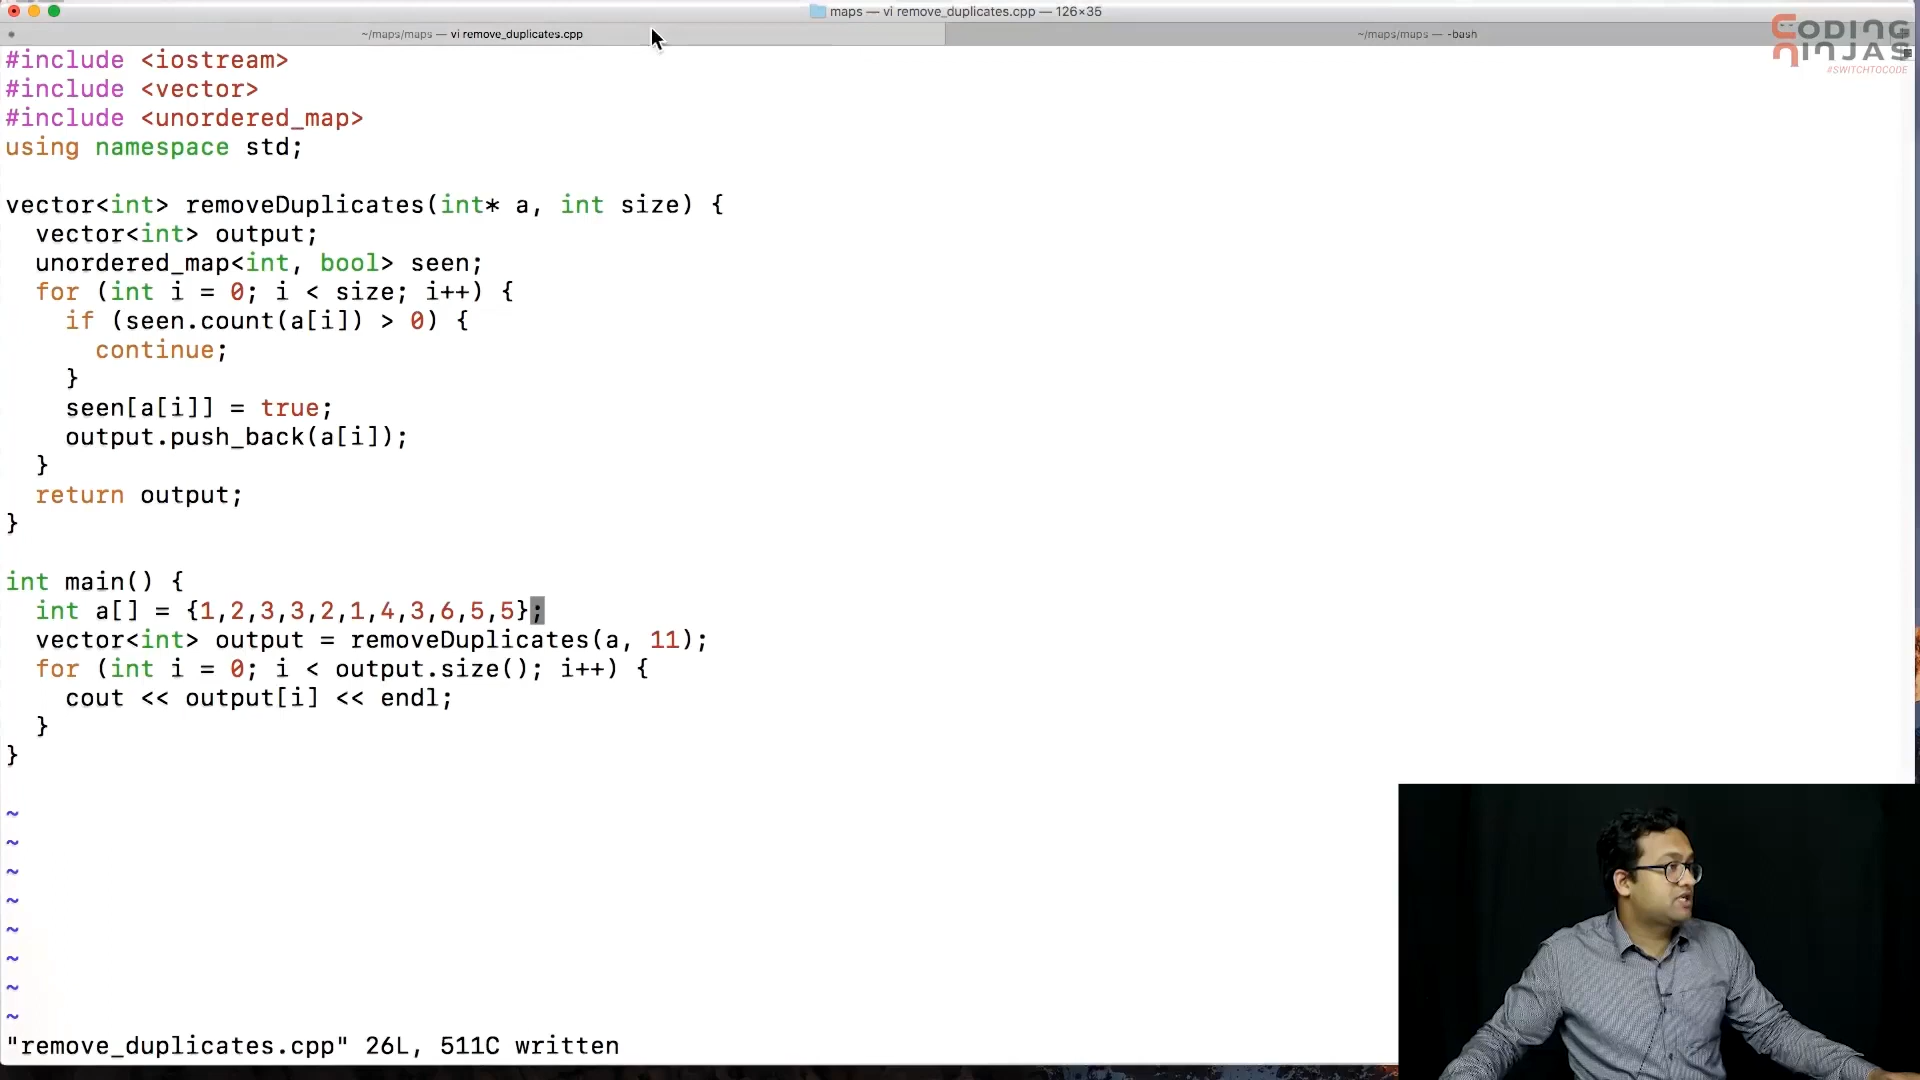 maps — vi remove_duplicates.cpp — 126×35
~/maps/maps — vi remove_duplicates.cpp
~/maps/maps — -bash
CODING
NINJAS
#SWITCHTOCODE
#include <iostream>
#include <vector>
#include <unordered_map>
using namespace std;
vector<int> removeDuplicates(int* a, int size) {
  vector<int> output;
  unordered_map<int, bool> seen;
  for (int i = 0; i < size; i++) {
    if (seen.count(a[i]) > 0) {
      continue;
    }
    seen[a[i]] = true;
    output.push_back(a[i]);
  }
  return output;
}
int main() {
  int a[] = {1,2,3,3,2,1,4,3,6,5,5};
  vector<int> output = removeDuplicates(a, 11);
  for (int i = 0; i < output.size(); i++) {
    cout << output[i] << endl;
  }
}
~
~
~
~
~
~
~
~
"remove_duplicates.cpp" 26L, 511C written